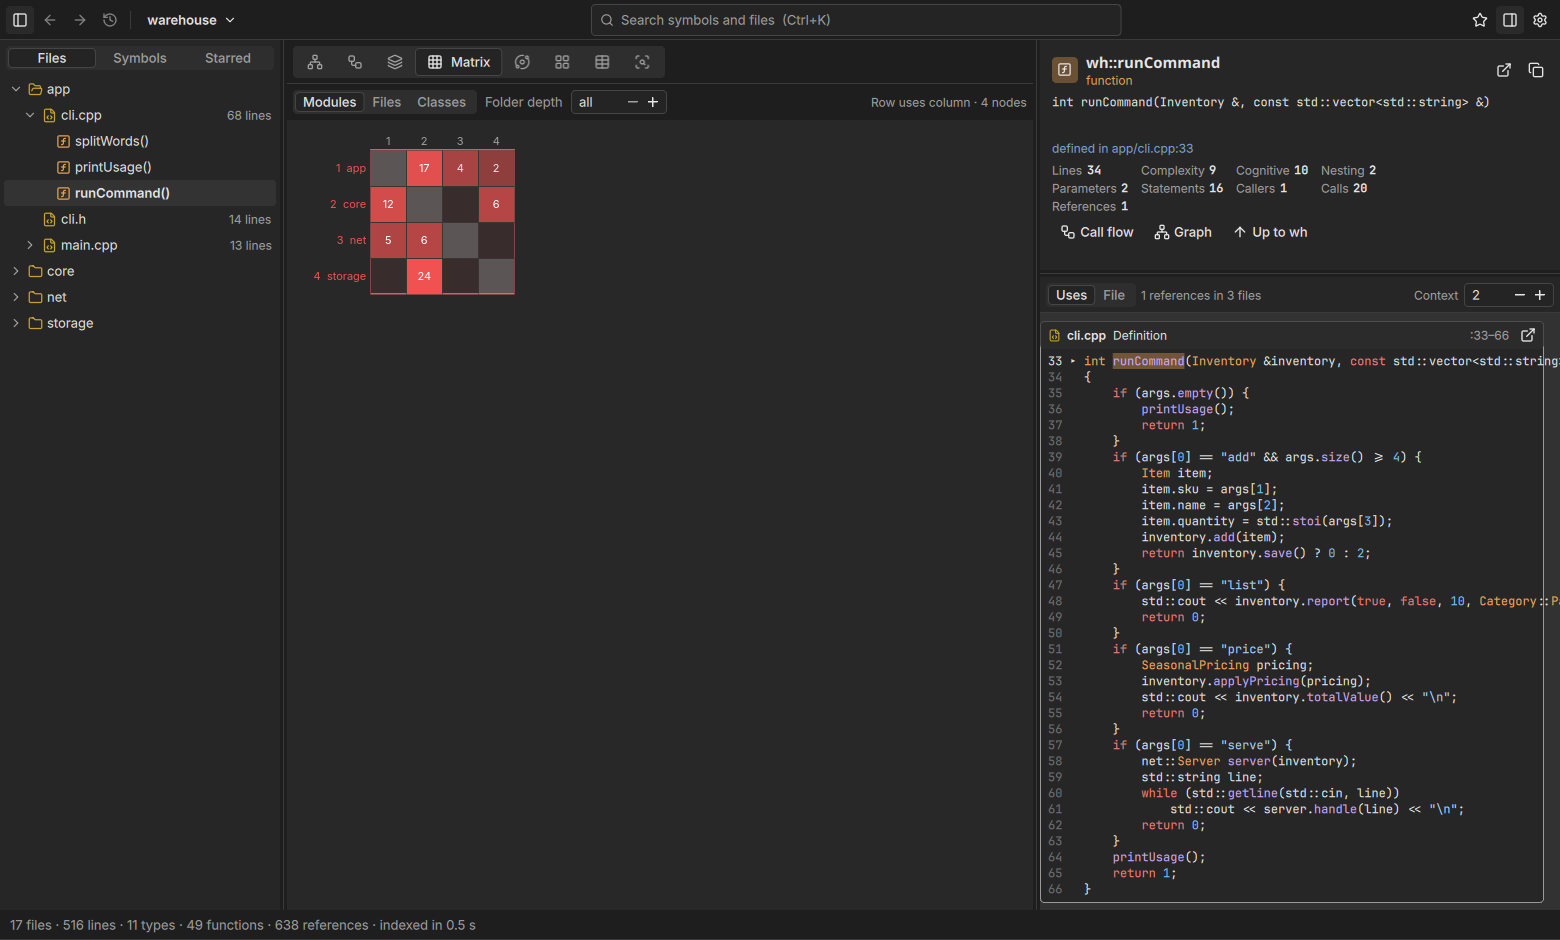 warehouse
Search symbols and files (Ctrl+K)
Files Symbols Starred
app
cli.cpp 68 lines
splitWords()
printUsage()
runCommand()
cli.h 14 lines
main.cpp 13 lines
core
net
storage
Matrix
Modules Files Classes Folder depth all
Row uses column · 4 nodes
1 2 3 4
1 app 17 4 2
2 core 12 6
3 net 5 6
4 storage 24
wh::runCommand
function
int runCommand(Inventory &, const std::vector<std::string> &)
defined in app/cli.cpp:33
Lines 34 Complexity 9 Cognitive 10 Nesting 2
Parameters 2 Statements 16 Callers 1 Calls 20
References 1
Call flow Graph Up to wh
Uses File 1 references in 3 files Context 2
cli.cpp Definition :33–66
33 int runCommand(Inventory &inventory, const std::vector<std::string>
34 {
35 if (args.empty()) {
36 printUsage();
37 return 1;
38 }
39 if (args[0] == "add" && args.size() >= 4) {
40 Item item;
41 item.sku = args[1];
42 item.name = args[2];
43 item.quantity = std::stoi(args[3]);
44 inventory.add(item);
45 return inventory.save() ? 0 : 2;
46 }
47 if (args[0] == "list") {
48 std::cout << inventory.report(true, false, 10, Category::P
49 return 0;
50 }
51 if (args[0] == "price") {
52 SeasonalPricing pricing;
53 inventory.applyPricing(pricing);
54 std::cout << inventory.totalValue() << "\n";
55 return 0;
56 }
57 if (args[0] == "serve") {
58 net::Server server(inventory);
59 std::string line;
60 while (std::getline(std::cin, line))
61 std::cout << server.handle(line) << "\n";
62 return 0;
63 }
64 printUsage();
65 return 1;
66 }
17 files · 516 lines · 11 types · 49 functions · 638 references · indexed in 0.5 s